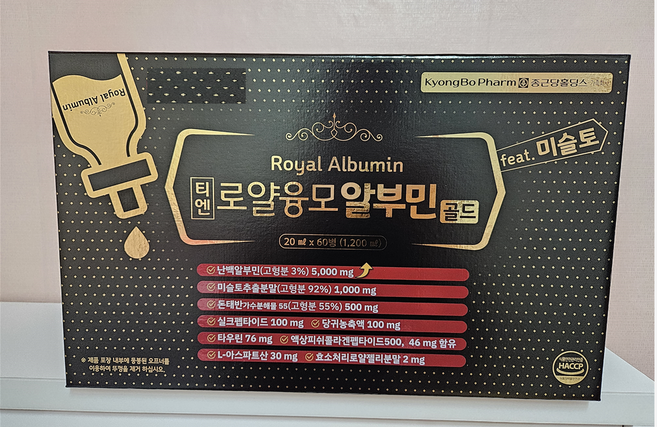 Royal Albumin
KyongBo Pharm 종근당홀딩스
feat. 미슬토
Royal Albumin
티엔 로얄융모알부민 골드
20 ㎖ x 60병 (1,200 ㎖)
난백알부민(고형분 3%) 5,000 mg
미슬토추출분말(고형분 92%) 1,000 mg
돈태반가수분해물 55(고형분 55%) 500 mg
실크펩타이드 100 mg 당귀농축액 100 mg
타우린 76 mg 액상피쉬콜라겐펩타이드500, 46 mg 함유
L-아스파트산 30 mg 효소처리로얄젤리분말 2 mg
※ 제품 포장 내부에 동봉된 오프너를
이용하여 뚜껑을 제거 하십시오.
HACCP